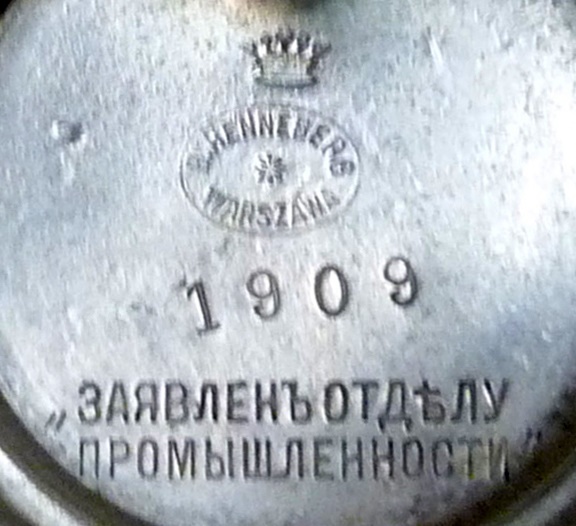 B.HENNEBERG
WARSZAWA
1909
„ЗАЯВЛЕНЪ ОТДѢЛУ
ПРОМЫШЛЕННОСТИ"